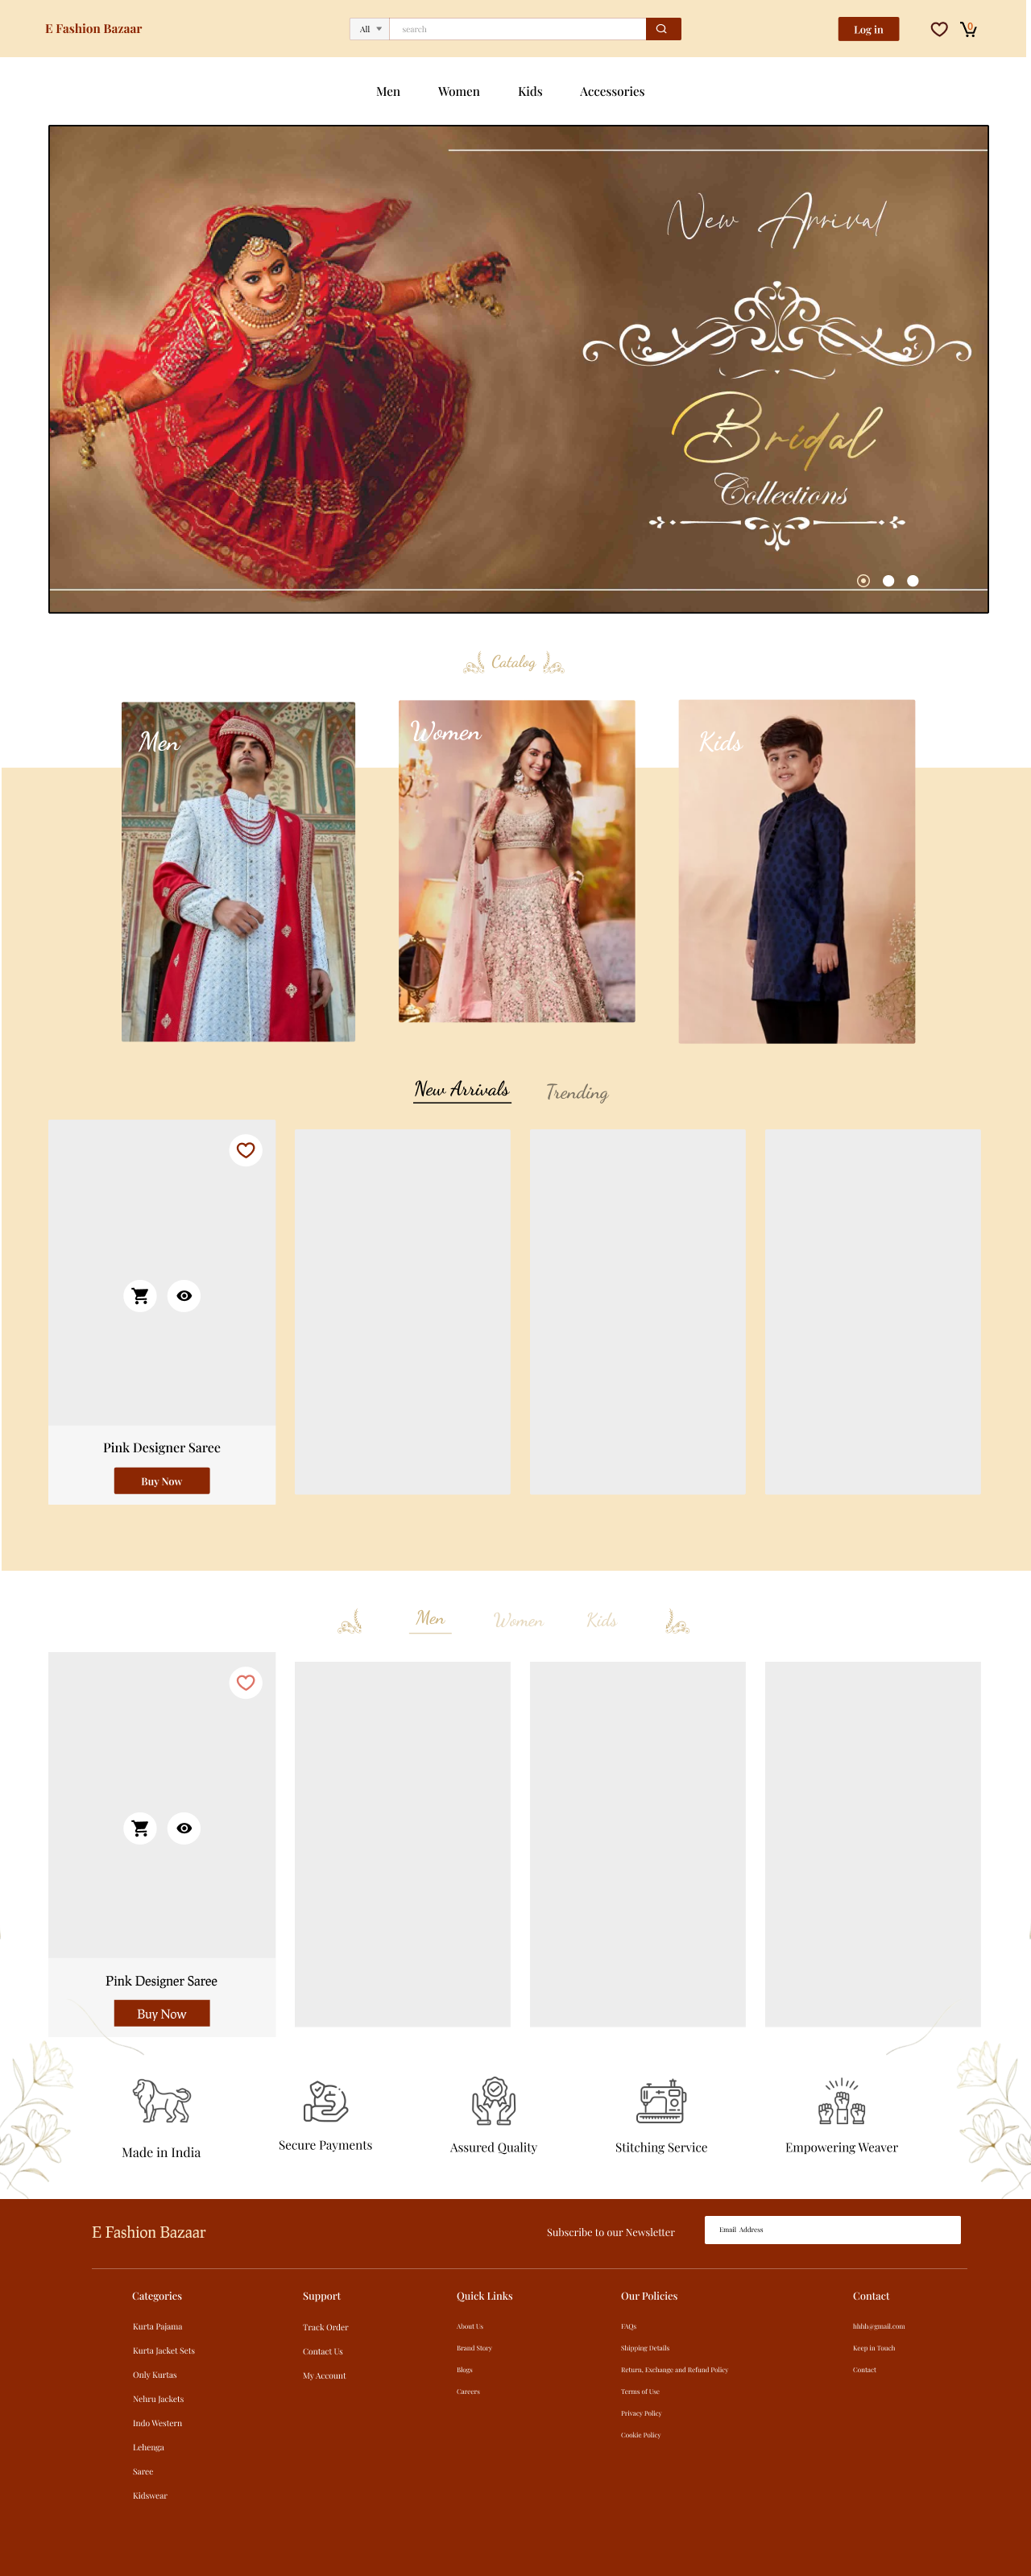 E Fashion Bazaar
All
search
Log in
0
Men
Women
Kids
Accessories
New Arrival
Bridal
Collections
Catalog
Men
Women
Kids
New Arrivals
Trending
Pink Designer Saree
Buy Now
Men
Women
Kids
Pink Designer Saree
Buy Now
Made in India
Secure Payments
Assured Quality
Stitching Service
Empowering Weaver
E Fashion Bazaar
Subscribe to our Newsletter
Email Address
Categories
Kurta Pajama
Kurta Jacket Sets
Only Kurtas
Nehru Jackets
Indo Western
Lehenga
Saree
Kidswear
Support
Track Order
Contact Us
My Account
Quick Links
About Us
Brand Story
Blogs
Careers
Our Policies
FAQs
Shipping Details
Return, Exchange and Refund Policy
Terms of Use
Privacy Policy
Cookie Policy
Contact
Keep in Touch
Contact